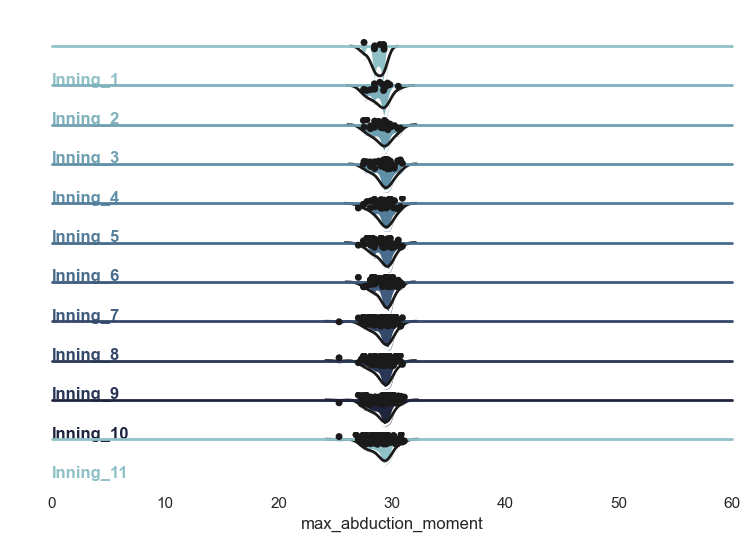 Inning_1
Inning_2
Inning_3
Inning_4
Inning_5
Inning_6
Inning_7
Inning_8
Inning_9
Inning_10
Inning_11
0 10 20 30 40 50 60
max_abduction_moment